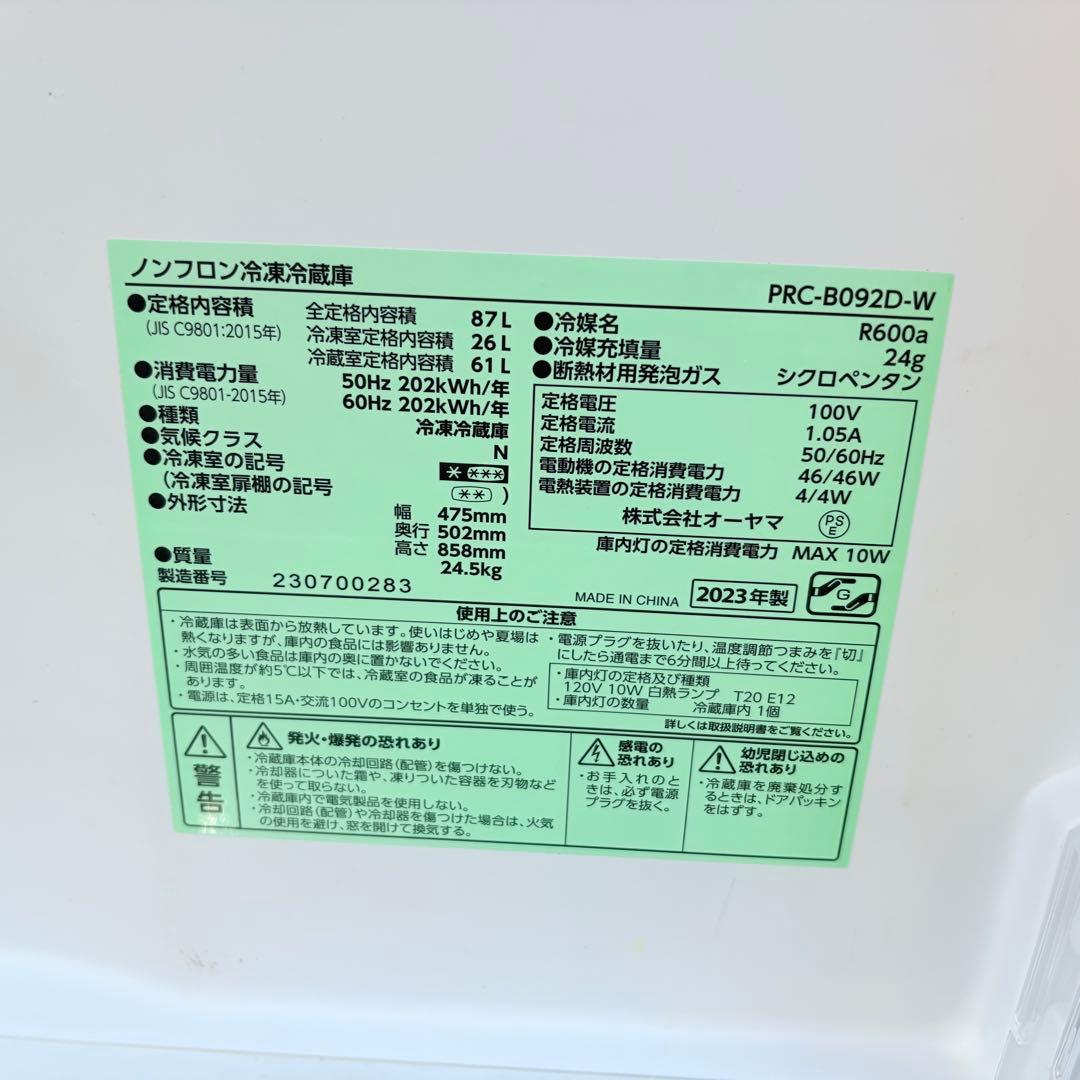 ノンフロン冷凍冷蔵庫
PRC-B092D-W
●定格内容積
(JIS C9801:2015年)
全定格内容積 87L
冷凍室定格内容積 26L
冷蔵室定格内容積 61L
●消費電力量
(JIS C9801-2015年)
50Hz 202kWh/年
60Hz 202kWh/年
●種類 冷凍冷蔵庫
●気候クラス N
●冷凍室の記号
(冷凍室扉棚の記号 )
●外形寸法
幅 475mm
奥行 502mm
高さ 858mm
●質量 24.5kg
製造番号 230700283
●冷媒名 R600a
●冷媒充填量 24g
●断熱材用発泡ガス シクロペンタン
定格電圧 100V
定格電流 1.05A
定格周波数 50/60Hz
電動機の定格消費電力 46/46W
電熱装置の定格消費電力 4/4W
株式会社オーヤマ PSE
庫内灯の定格消費電力 MAX 10W
MADE IN CHINA 2023年製 G
使用上のご注意
・冷蔵庫は表面から放熱しています。使いはじめや夏場は
熱くなりますが、庫内の食品には影響ありません。
・水気の多い食品は庫内の奥に置かないでください。
・周囲温度が約5℃以下では、冷蔵室の食品が凍ることが
あります。
・電源は、定格15A・交流100Vのコンセントを単独で使う。
・電源プラグを抜いたり、温度調節つまみを『切』
にしたら通電まで6分間以上待ってください。
・庫内灯の定格及び種類
120V 10W 白熱ランプ T20 E12
・庫内灯の数量 冷蔵庫内 1個
詳しくは取扱説明書をご覧ください。
警告
発火・爆発の恐れあり
・冷蔵庫本体の冷却回路(配管)を傷つけない。
・冷却器についた霜や、凍りついた容器を刃物など
を使って取らない。
・冷蔵庫内で電気製品を使用しない。
・冷却回路(配管)や冷却器を傷つけた場合は、火気
の使用を避け、窓を開けて換気する。
感電の
恐れあり
・お手入れのと
きは、必ず電源
プラグを抜く。
幼児閉じ込めの
恐れあり
・冷蔵庫を廃棄処分す
るときは、ドアパッキン
をはずす。